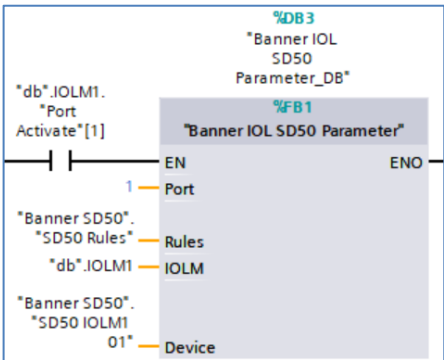 %DB3
"Banner IOL
SD50
Parameter_DB"
"db".IOLM1.
"Port
Activate"[1]
%FB1
"Banner IOL SD50 Parameter"
EN
ENO
1
Port
"Banner SD50".
"SD50 Rules"
Rules
"db".IOLM1
IOLM
"Banner SD50".
"SD50 IOLM1
01"
Device